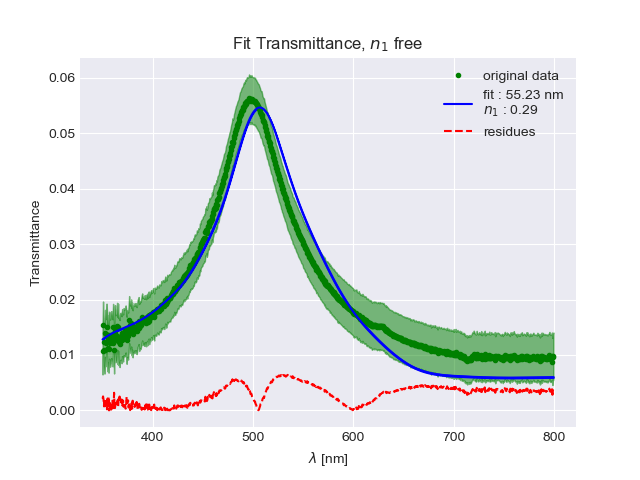 Fit Transmittance, n₁ free
0.06
0.05
0.04
0.03
0.02
0.01
0.00
Transmittance
original data
fit : 55.23 nm
n₁ : 0.29
residues
400 500 600 700 800
λ [nm]